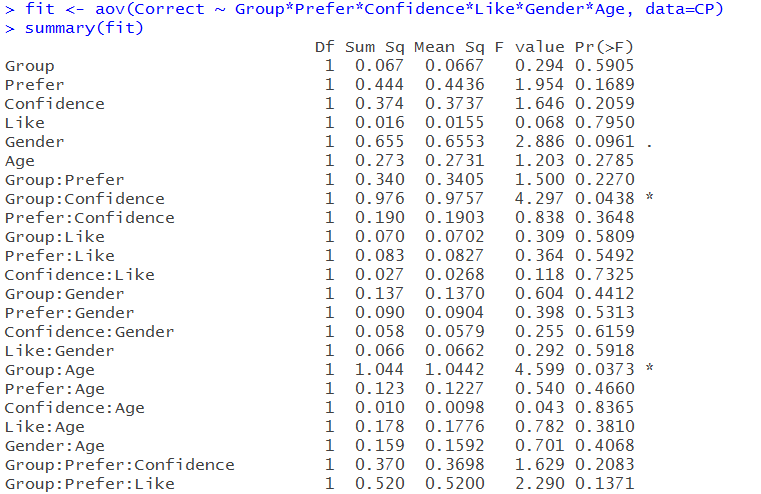 > fit <- aov(Correct ~ Group*Prefer*Confidence*Like*Gender*Age, data=CP)
> summary(fit)
Df Sum Sq Mean Sq F value Pr(>F)
Group 1 0.067 0.0667 0.294 0.5905
Prefer 1 0.444 0.4436 1.954 0.1689
Confidence 1 0.374 0.3737 1.646 0.2059
Like 1 0.016 0.0155 0.068 0.7950
Gender 1 0.655 0.6553 2.886 0.0961 .
Age 1 0.273 0.2731 1.203 0.2785
Group:Prefer 1 0.340 0.3405 1.500 0.2270
Group:Confidence 1 0.976 0.9757 4.297 0.0438 *
Prefer:Confidence 1 0.190 0.1903 0.838 0.3648
Group:Like 1 0.070 0.0702 0.309 0.5809
Prefer:Like 1 0.083 0.0827 0.364 0.5492
Confidence:Like 1 0.027 0.0268 0.118 0.7325
Group:Gender 1 0.137 0.1370 0.604 0.4412
Prefer:Gender 1 0.090 0.0904 0.398 0.5313
Confidence:Gender 1 0.058 0.0579 0.255 0.6159
Like:Gender 1 0.066 0.0662 0.292 0.5918
Group:Age 1 1.044 1.0442 4.599 0.0373 *
Prefer:Age 1 0.123 0.1227 0.540 0.4660
Confidence:Age 1 0.010 0.0098 0.043 0.8365
Like:Age 1 0.178 0.1776 0.782 0.3810
Gender:Age 1 0.159 0.1592 0.701 0.4068
Group:Prefer:Confidence 1 0.370 0.3698 1.629 0.2083
Group:Prefer:Like 1 0.520 0.5200 2.290 0.1371